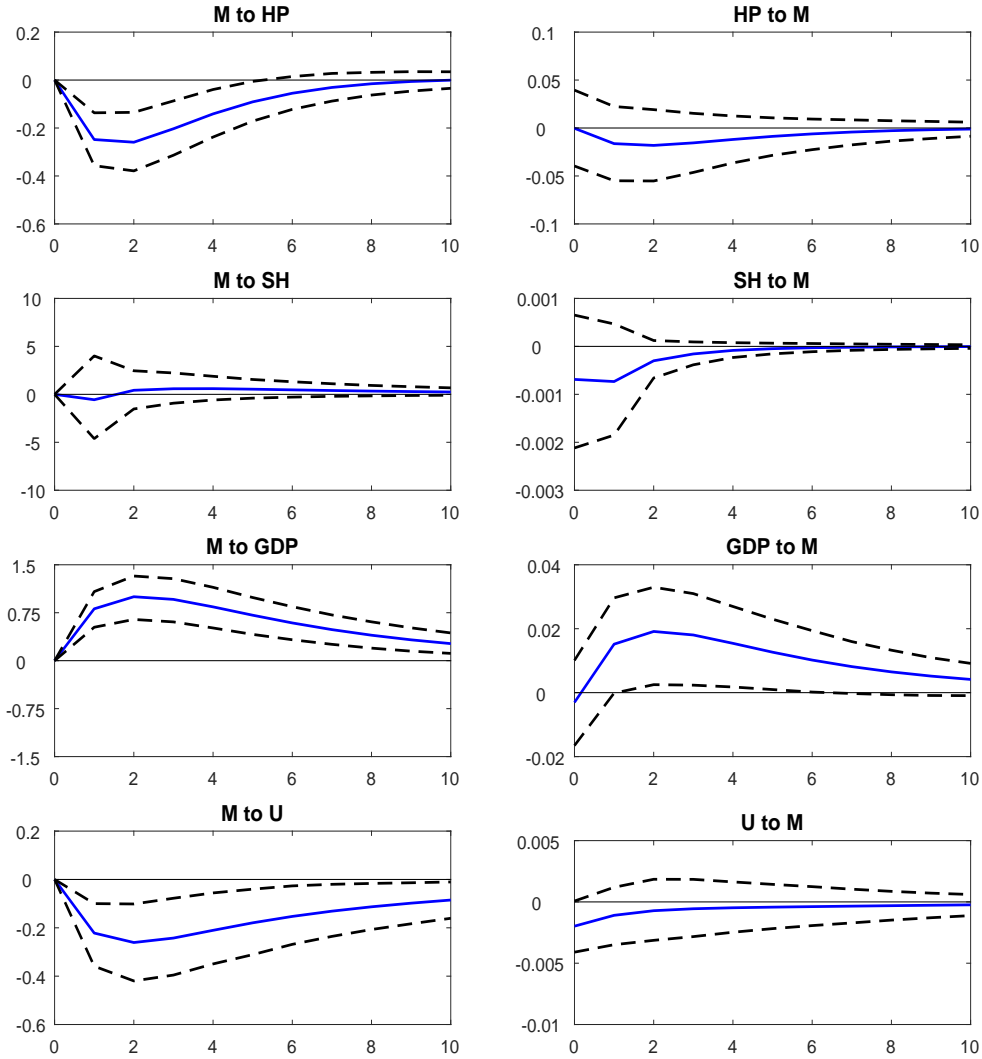 M to HP
0.2
0
-0.2
-0.4
-0.6
0 2 4 6 8 10
HP to M
0.1
0.05
0
-0.05
-0.1
0 2 4 6 8 10
M to SH
10
5
0
-5
-10
0 2 4 6 8 10
SH to M
0.001
0
-0.001
-0.002
-0.003
0 2 4 6 8 10
M to GDP
1.5
0.75
0
-0.75
-1.5
0 2 4 6 8 10
GDP to M
0.04
0.02
0
-0.02
0 2 4 6 8 10
M to U
0.2
0
-0.2
-0.4
-0.6
0 2 4 6 8 10
U to M
0.005
0
-0.005
-0.01
0 2 4 6 8 10